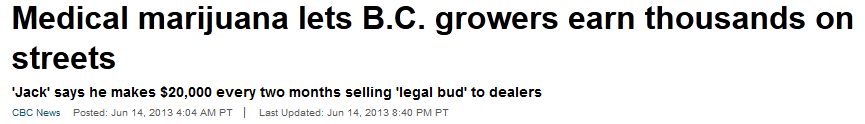 Medical marijuana lets B.C. growers earn thousands on
streets
'Jack' says he makes $20,000 every two months selling 'legal bud' to dealers
CBC News Posted: Jun 14, 2013 4:04 AM PT | Last Updated: Jun 14, 2013 8:40 PM PT